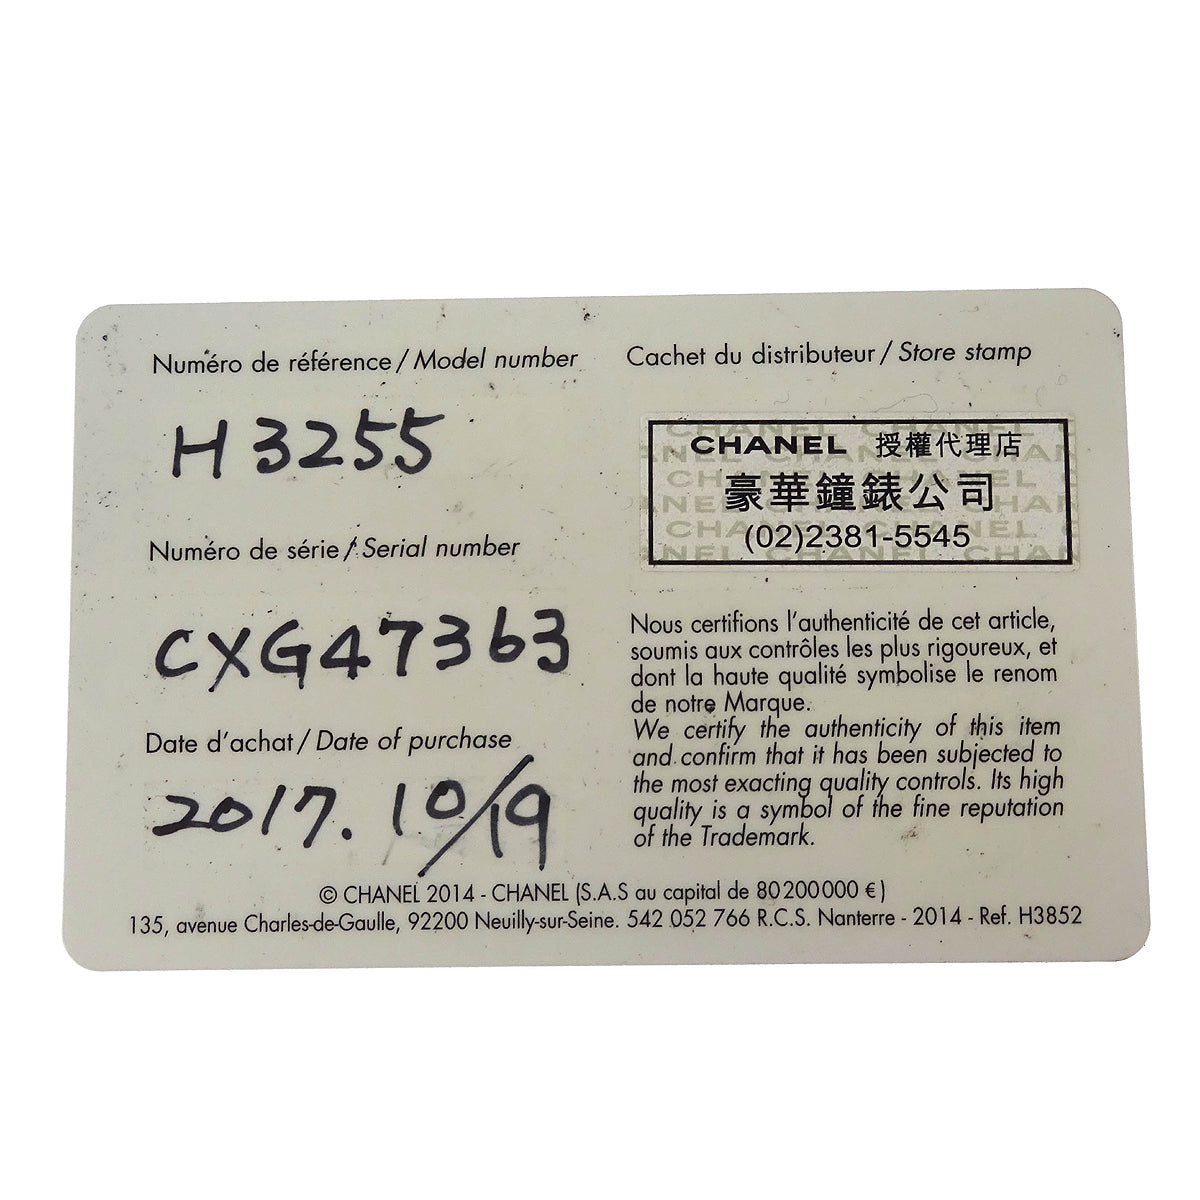 Numéro de référence / Model number
H3255
Numéro de série / Serial number
CXG47363
Date d'achat / Date of purchase
2017. 10/19
Cachet du distributeur / Store stamp
CHANEL 授權代理店
豪華鐘錶公司
(02)2381-5545
Nous certifions l'authenticité de cet article,
soumis aux contrôles les plus rigoureux, et
dont la haute qualité symbolise le renom
de notre Marque.
We certify the authenticity of this item
and confirm that it has been subjected to
the most exacting quality controls. Its high
quality is a symbol of the fine reputation
of the Trademark.
© CHANEL 2014 - CHANEL (S.A.S au capital de 80 200 000 €)
135, avenue Charles-de-Gaulle, 92200 Neuilly-sur-Seine. 542 052 766 R.C.S. Nanterre - 2014 - Ref. H3852